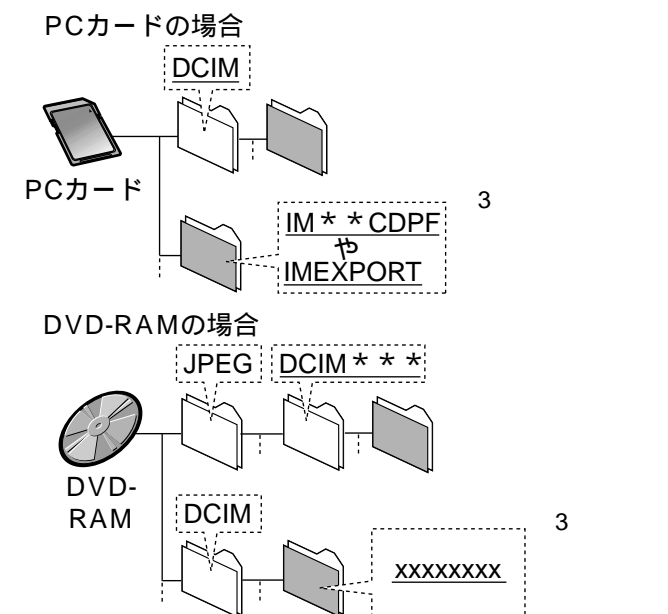 PCカードの場合
DCIM
PCカード
3
IM＊＊CDPF
や
IMEXPORT
DVD-RAMの場合
JPEG
DCIM＊＊＊
DVD-
RAM
DCIM
3
xxxxxxxx